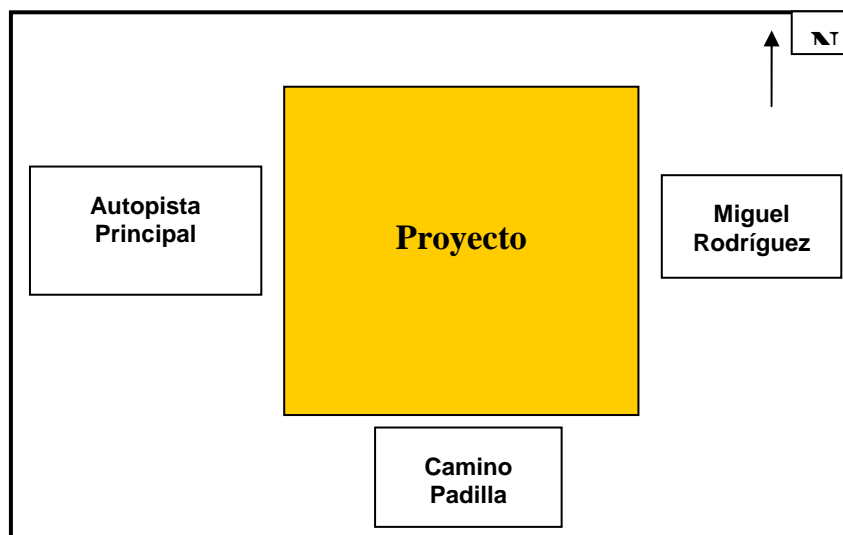 Autopista
Principal
Proyecto
Miguel
Rodríguez
Camino
Padilla